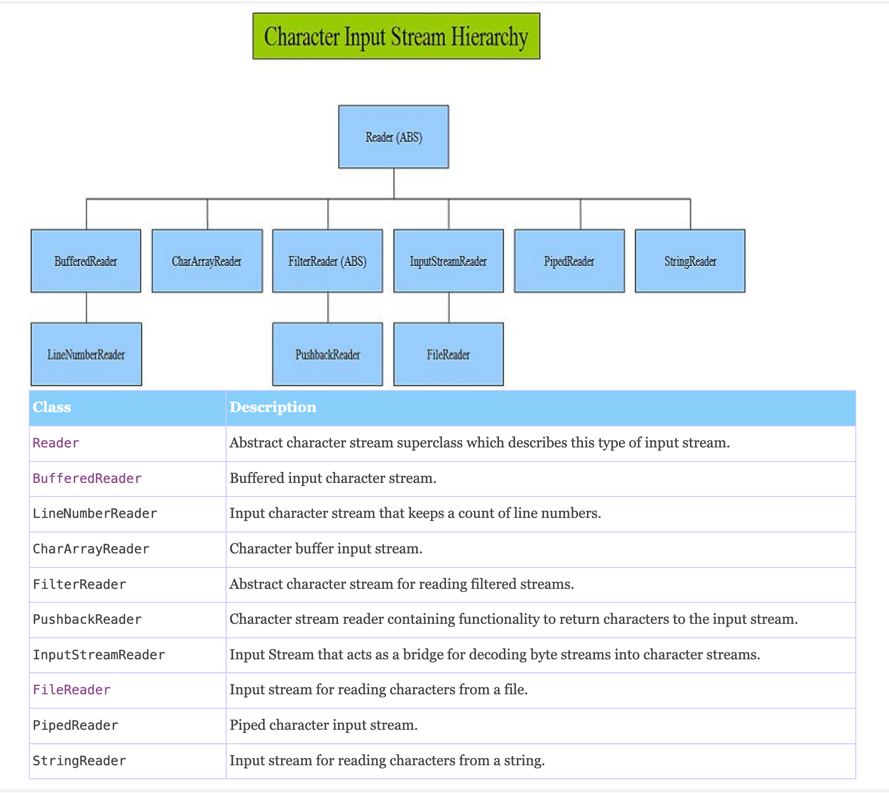 Character Input Stream Hierarchy
Reader (ABS)
BufferedReader CharArrayReader FilterReader (ABS) InputStreamReader PipedReader StringReader
LineNumberReader PushbackReader FileReader
Class Description
Reader Abstract character stream superclass which describes this type of input stream.
BufferedReader Buffered input character stream.
LineNumberReader Input character stream that keeps a count of line numbers.
CharArrayReader Character buffer input stream.
FilterReader Abstract character stream for reading filtered streams.
PushbackReader Character stream reader containing functionality to return characters to the input stream.
InputStreamReader Input Stream that acts as a bridge for decoding byte streams into character streams.
FileReader Input stream for reading characters from a file.
PipedReader Piped character input stream.
StringReader Input stream for reading characters from a string.